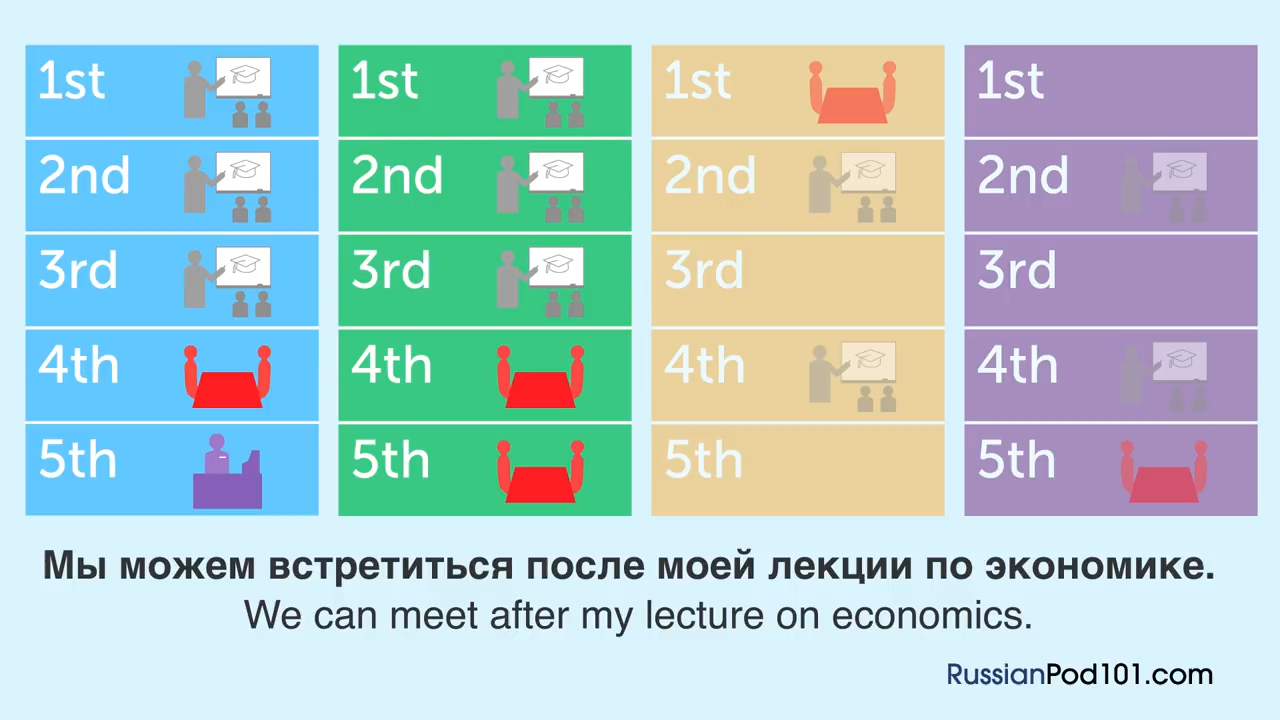 1st
2nd
3rd
4th
5th
1st
2nd
3rd
4th
5th
1st
2nd
3rd
4th
5th
1st
2nd
3rd
4th
5th
Мы можем встретиться после моей лекции по экономике.
We can meet after my lecture on economics.
RussianPod101.com